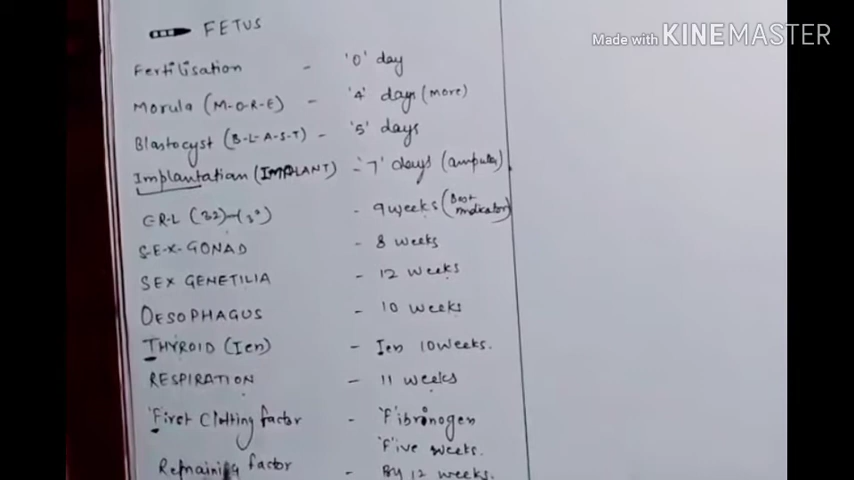 Made with KINEMASTER
FETUS
Fertilisation - '0' day
Morula (M-O-R-E) - '4' days (more)
Blastocyst (B-L-A-S-T) - '5' days
Implantation (IMPLANT) - '7' days
CRL - 9 weeks (Best indicator)
S-E-X-GONAD - 8 weeks
SEX GENETILIA - 12 weeks
OESOPHAGUS - 10 weeks
THYROID (Ten) - Ten 10 weeks.
RESPIRATION - 11 weeks
'First Clotting factor - 'Fibrinogen
'Five weeks.
Remaining factor - By 12 weeks.